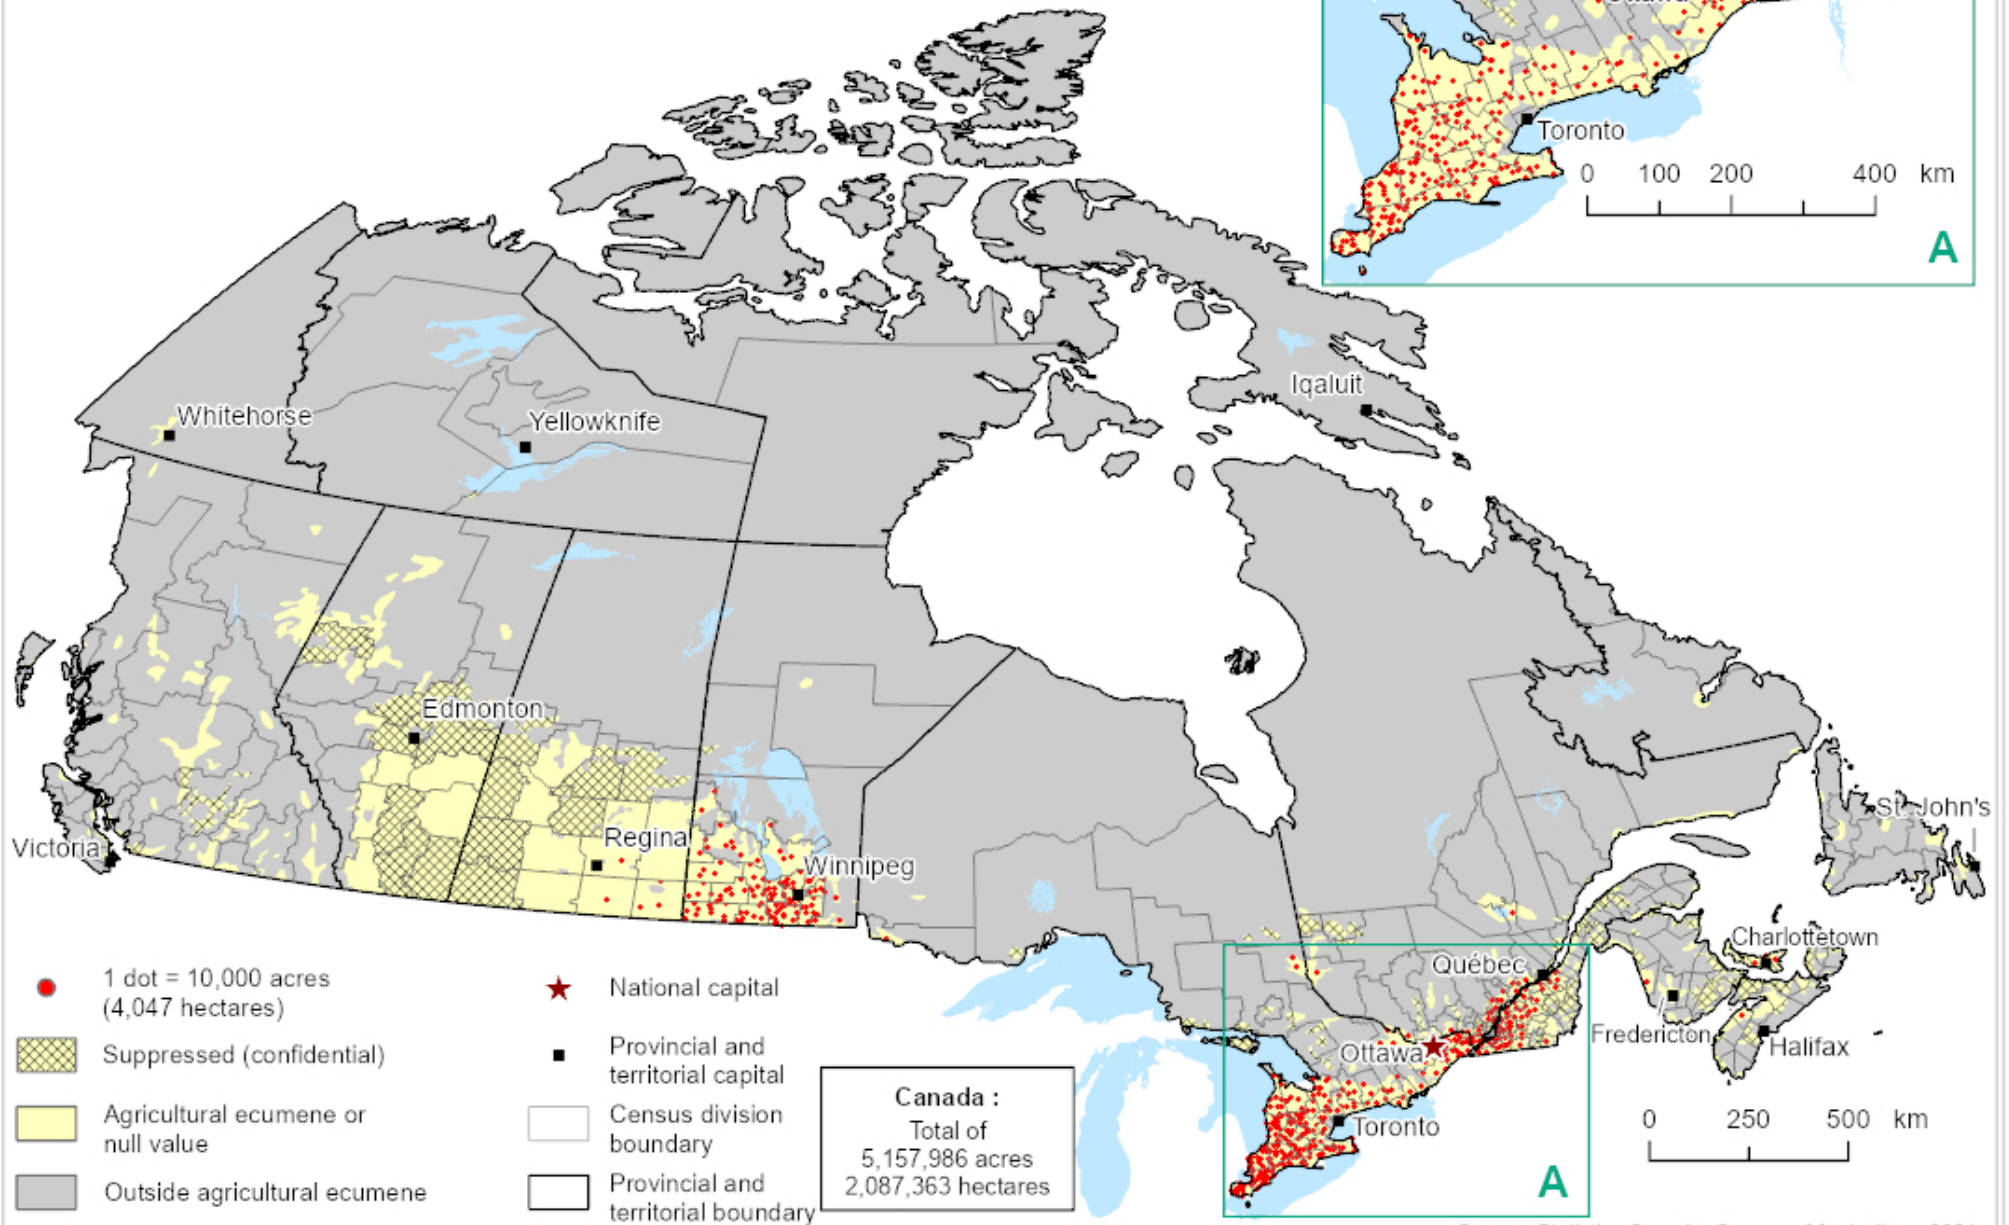 Toronto
0 100 200 400 km
A
Iqaluit
Whitehorse
Yellowknife
Edmonton
Regina
Winnipeg
Victoria
St. John's
Charlottetown
Québec
Fredericton
Halifax
Ottawa
Toronto
0 250 500 km
A
1 dot = 10,000 acres
(4,047 hectares)
Suppressed (confidential)
Agricultural ecumene or
null value
Outside agricultural ecumene
National capital
Provincial and
territorial capital
Census division
boundary
Provincial and
territorial boundary
Canada :
Total of
5,157,986 acres
2,087,363 hectares